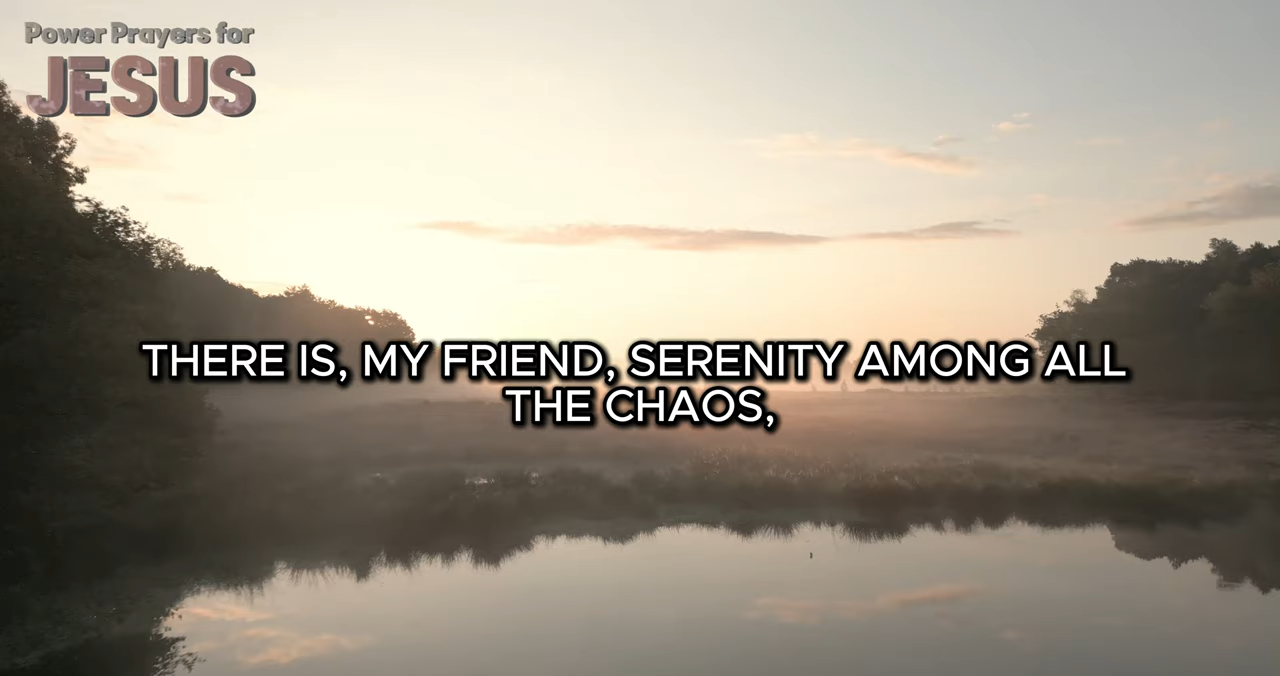 Power Prayers for
JESUS
THERE IS, MY FRIEND, SERENITY AMONG ALL
THE CHAOS,